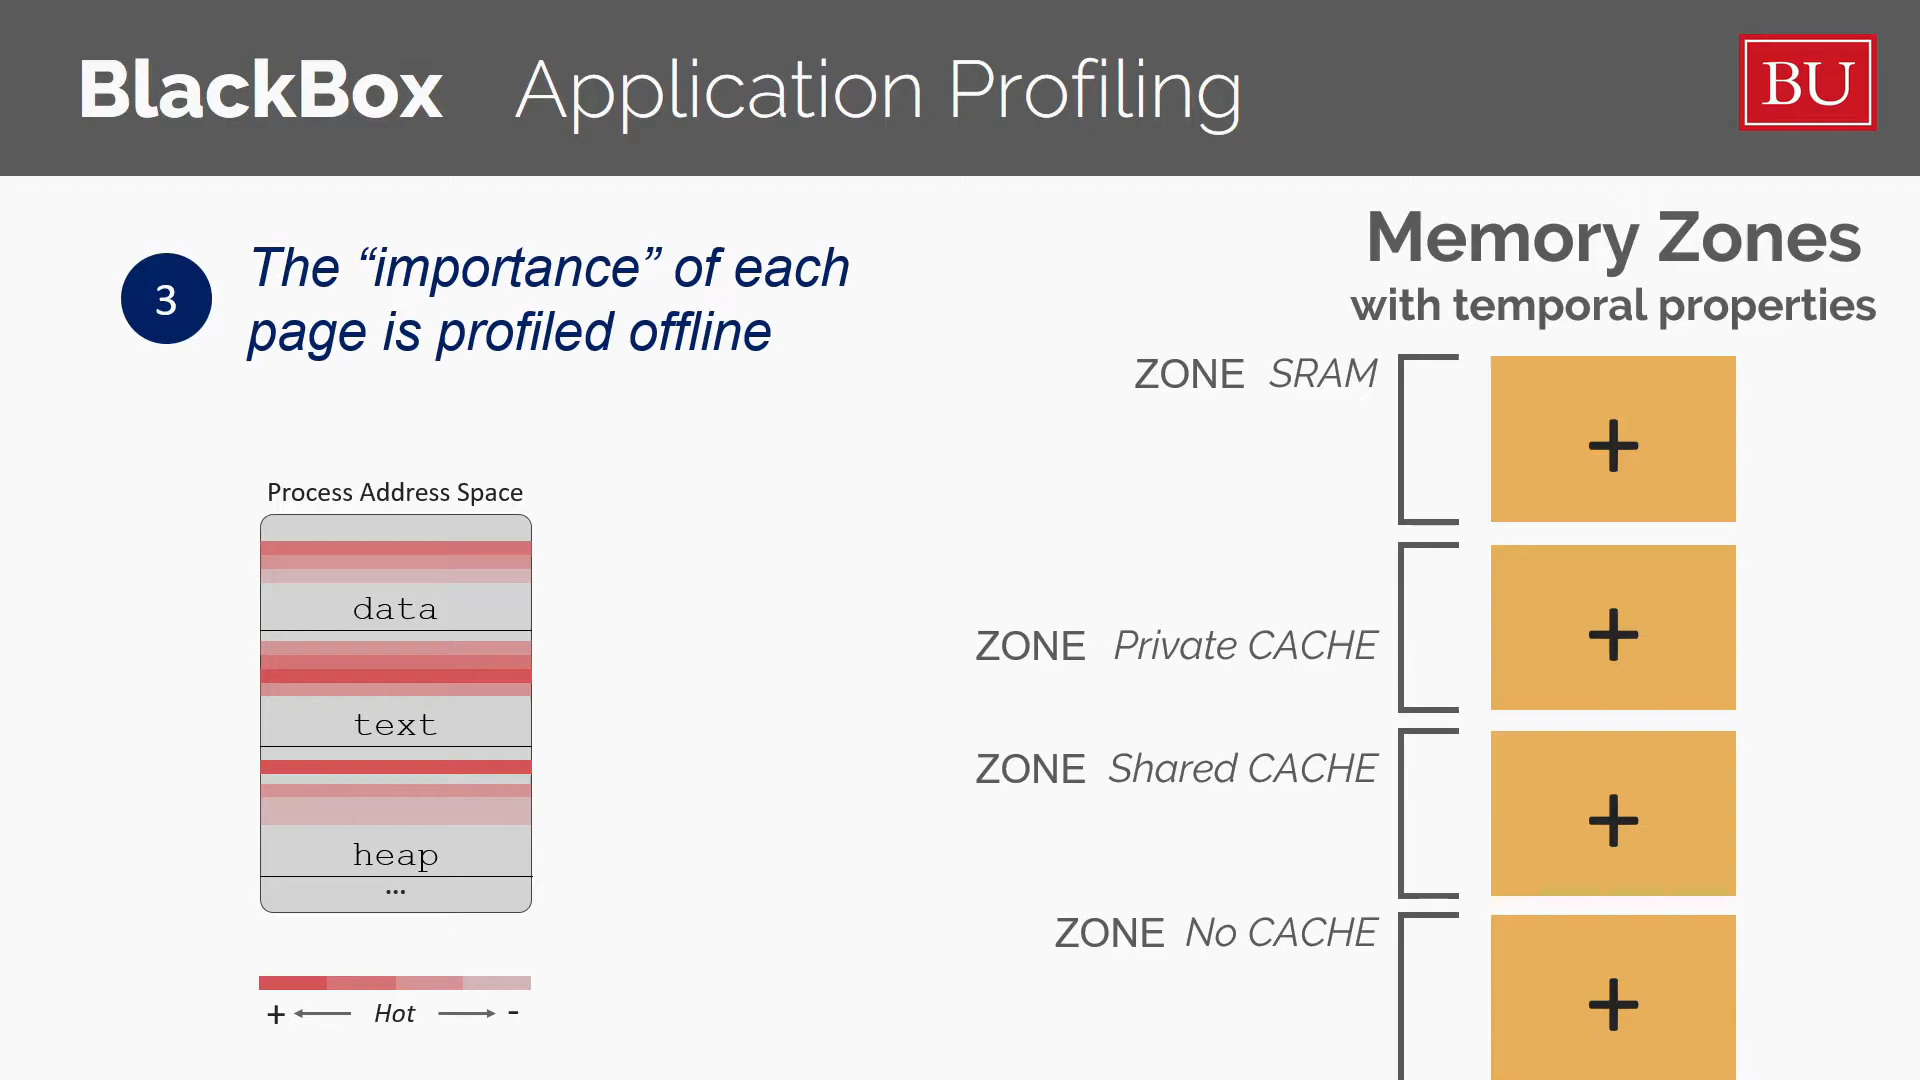 BlackBox Application Profiling
BU
3
The “importance” of each
page is profiled offline
Process Address Space
data
text
heap
...
+ Hot -
Memory Zones
with temporal properties
ZONE SRAM
+
ZONE Private CACHE
+
ZONE Shared CACHE
+
ZONE No CACHE
+